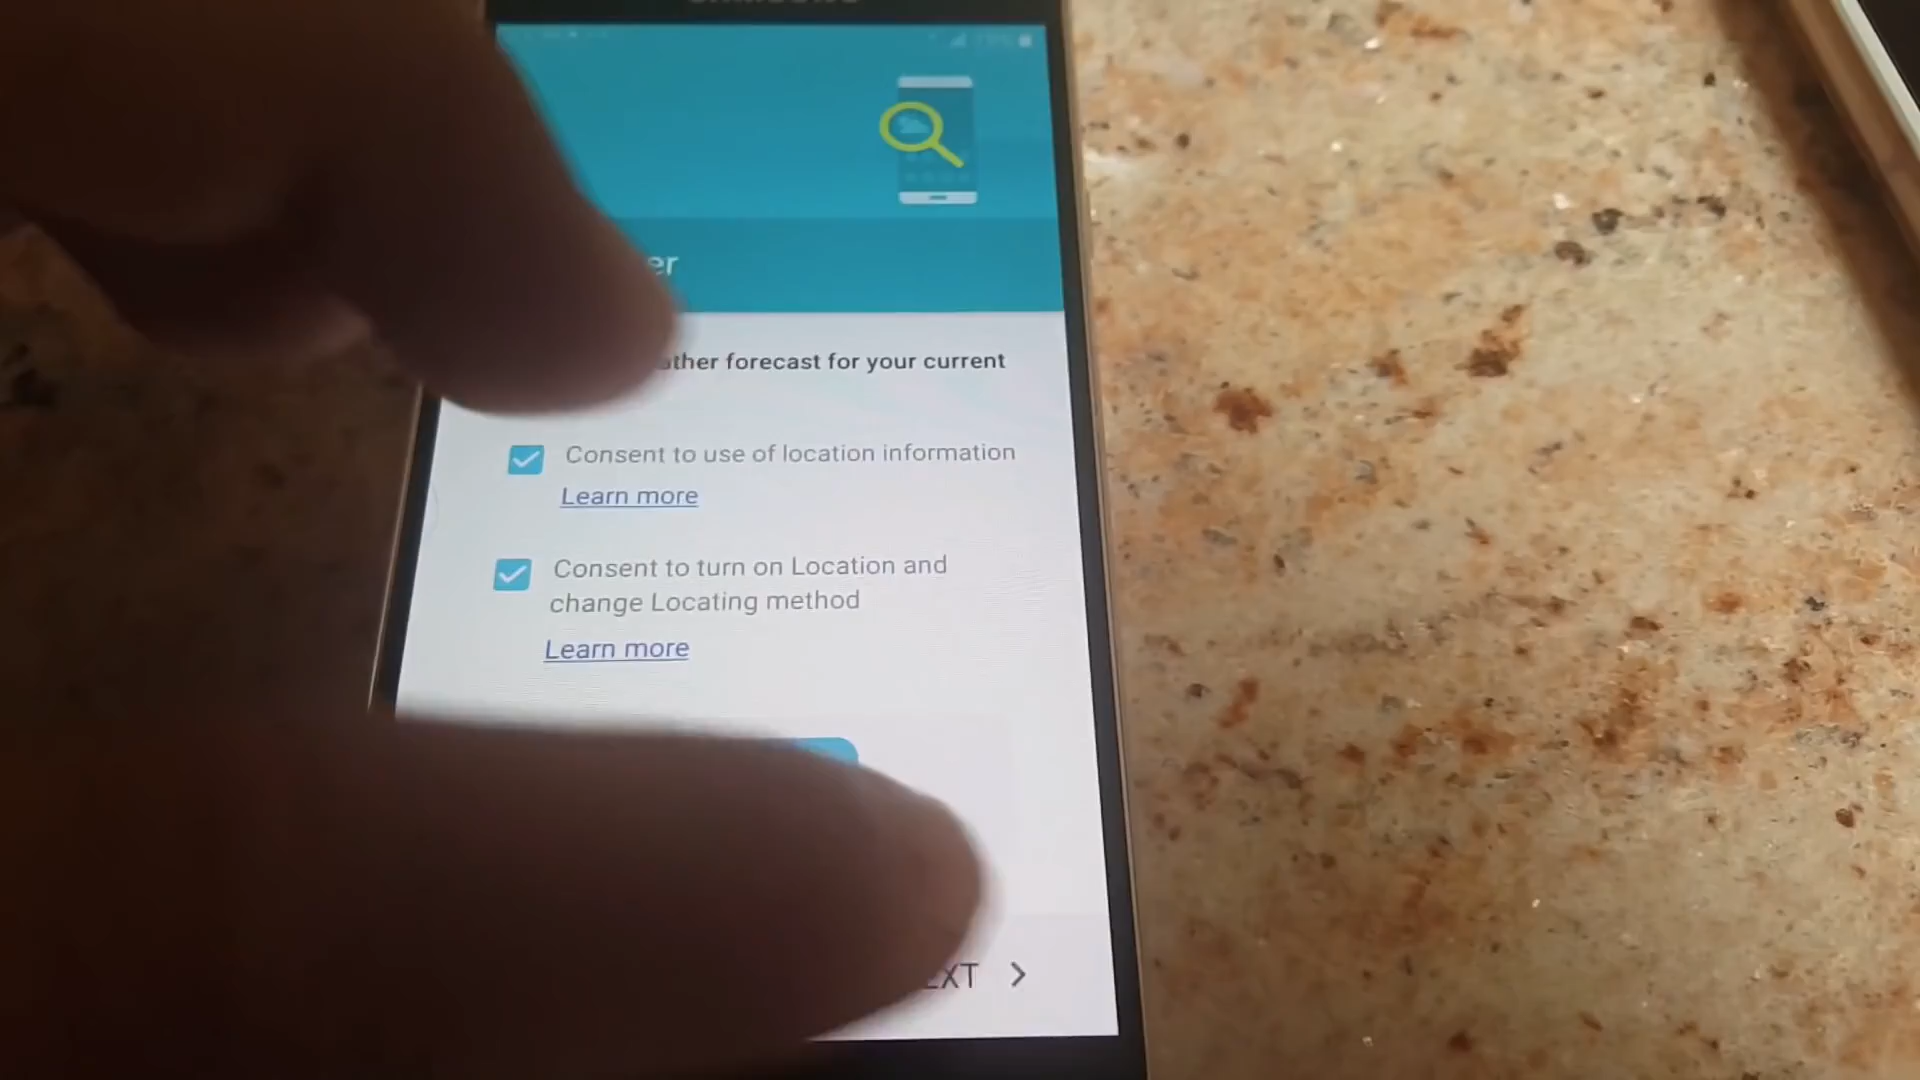 er
ather forecast for your current
Consent to use of location information
Learn more
Consent to turn on Location and
change Locating method
Learn more
EXT >